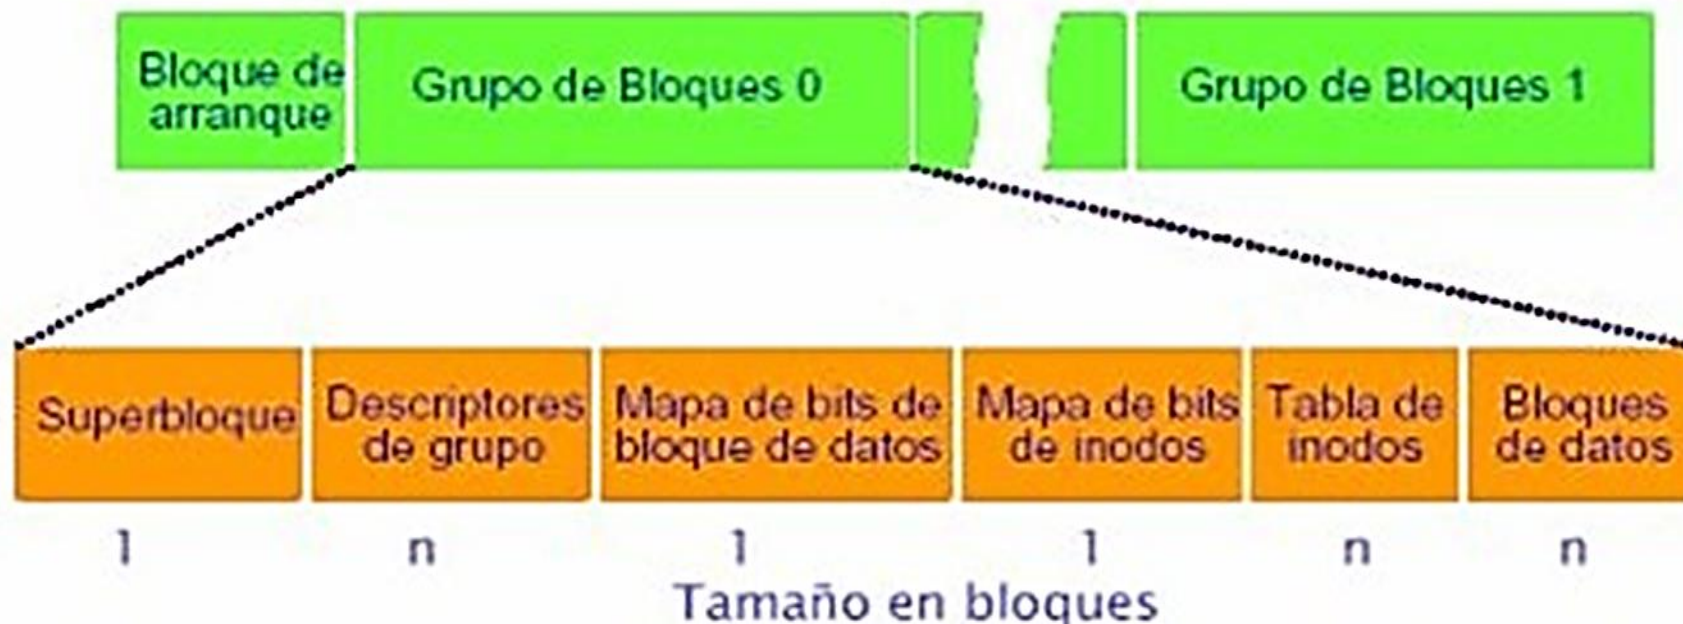 Bloque de
arranque
Grupo de Bloques 0
Grupo de Bloques 1
Superbloque
Descriptores
de grupo
Mapa de bits de
bloque de datos
Mapa de bits
de inodos
Tabla de
inodos
Bloques
de datos
1
n
1
1
n
n
Tamaño en bloques